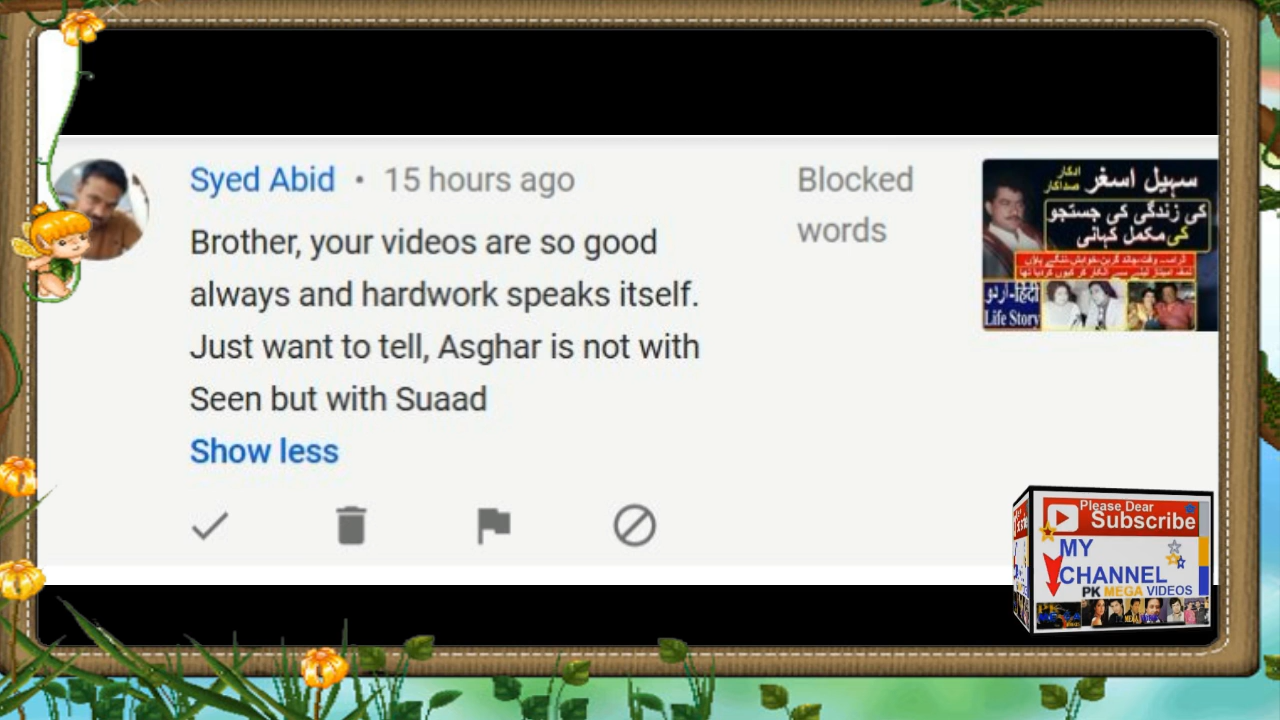 Syed Abid • 15 hours ago
Brother, your videos are so good
always and hardwork speaks itself.
Just want to tell, Asghar is not with
Seen but with Suaad
Show less
Blocked
words
سہیل اسغر اداکار
صداکار
کی زندگی کی جستجو
کی مکمل کہانی
اردو-हिंदी
Life Story
Please Dear
Subscribe
MY
CHANNEL
PK MEGA VIDEOS